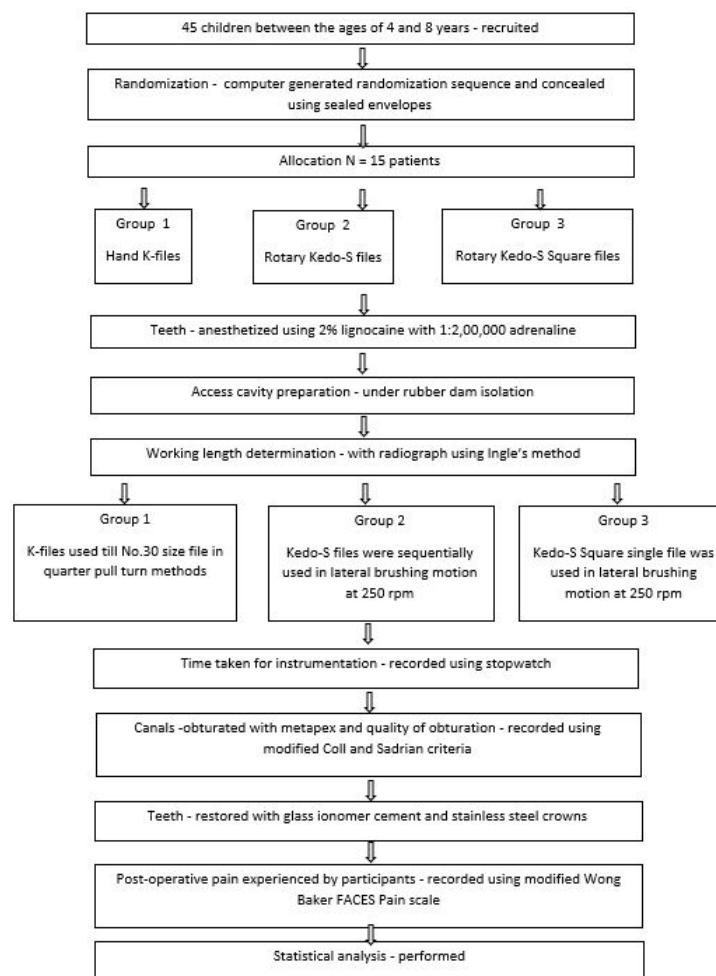 45 children between the ages of 4 and 8 years - recruited
Randomization - computer generated randomization sequence and concealed
using sealed envelopes
Allocation N = 15 patients
Group 1
Hand K-files
Group 2
Rotary Kedo-S files
Group 3
Rotary Kedo-S Square files
Teeth - anesthetized using 2% lignocaine with 1:2,00,000 adrenaline
Access cavity preparation - under rubber dam isolation
Working length determination - with radiograph using Ingle's method
Group 1
K-files used till No.30 size file in
quarter pull turn methods
Group 2
Kedo-S files were sequentially
used in lateral brushing motion
at 250 rpm
Group 3
Kedo-S Square single file was
used in lateral brushing
motion at 250 rpm
Time taken for instrumentation - recorded using stopwatch
Canals -obturated with metapex and quality of obturation - recorded using
modified Coll and Sadrian criteria
Teeth - restored with glass ionomer cement and stainless steel crowns
Post-operative pain experienced by participants - recorded using modified Wong
Baker FACES Pain scale
Statistical analysis - performed